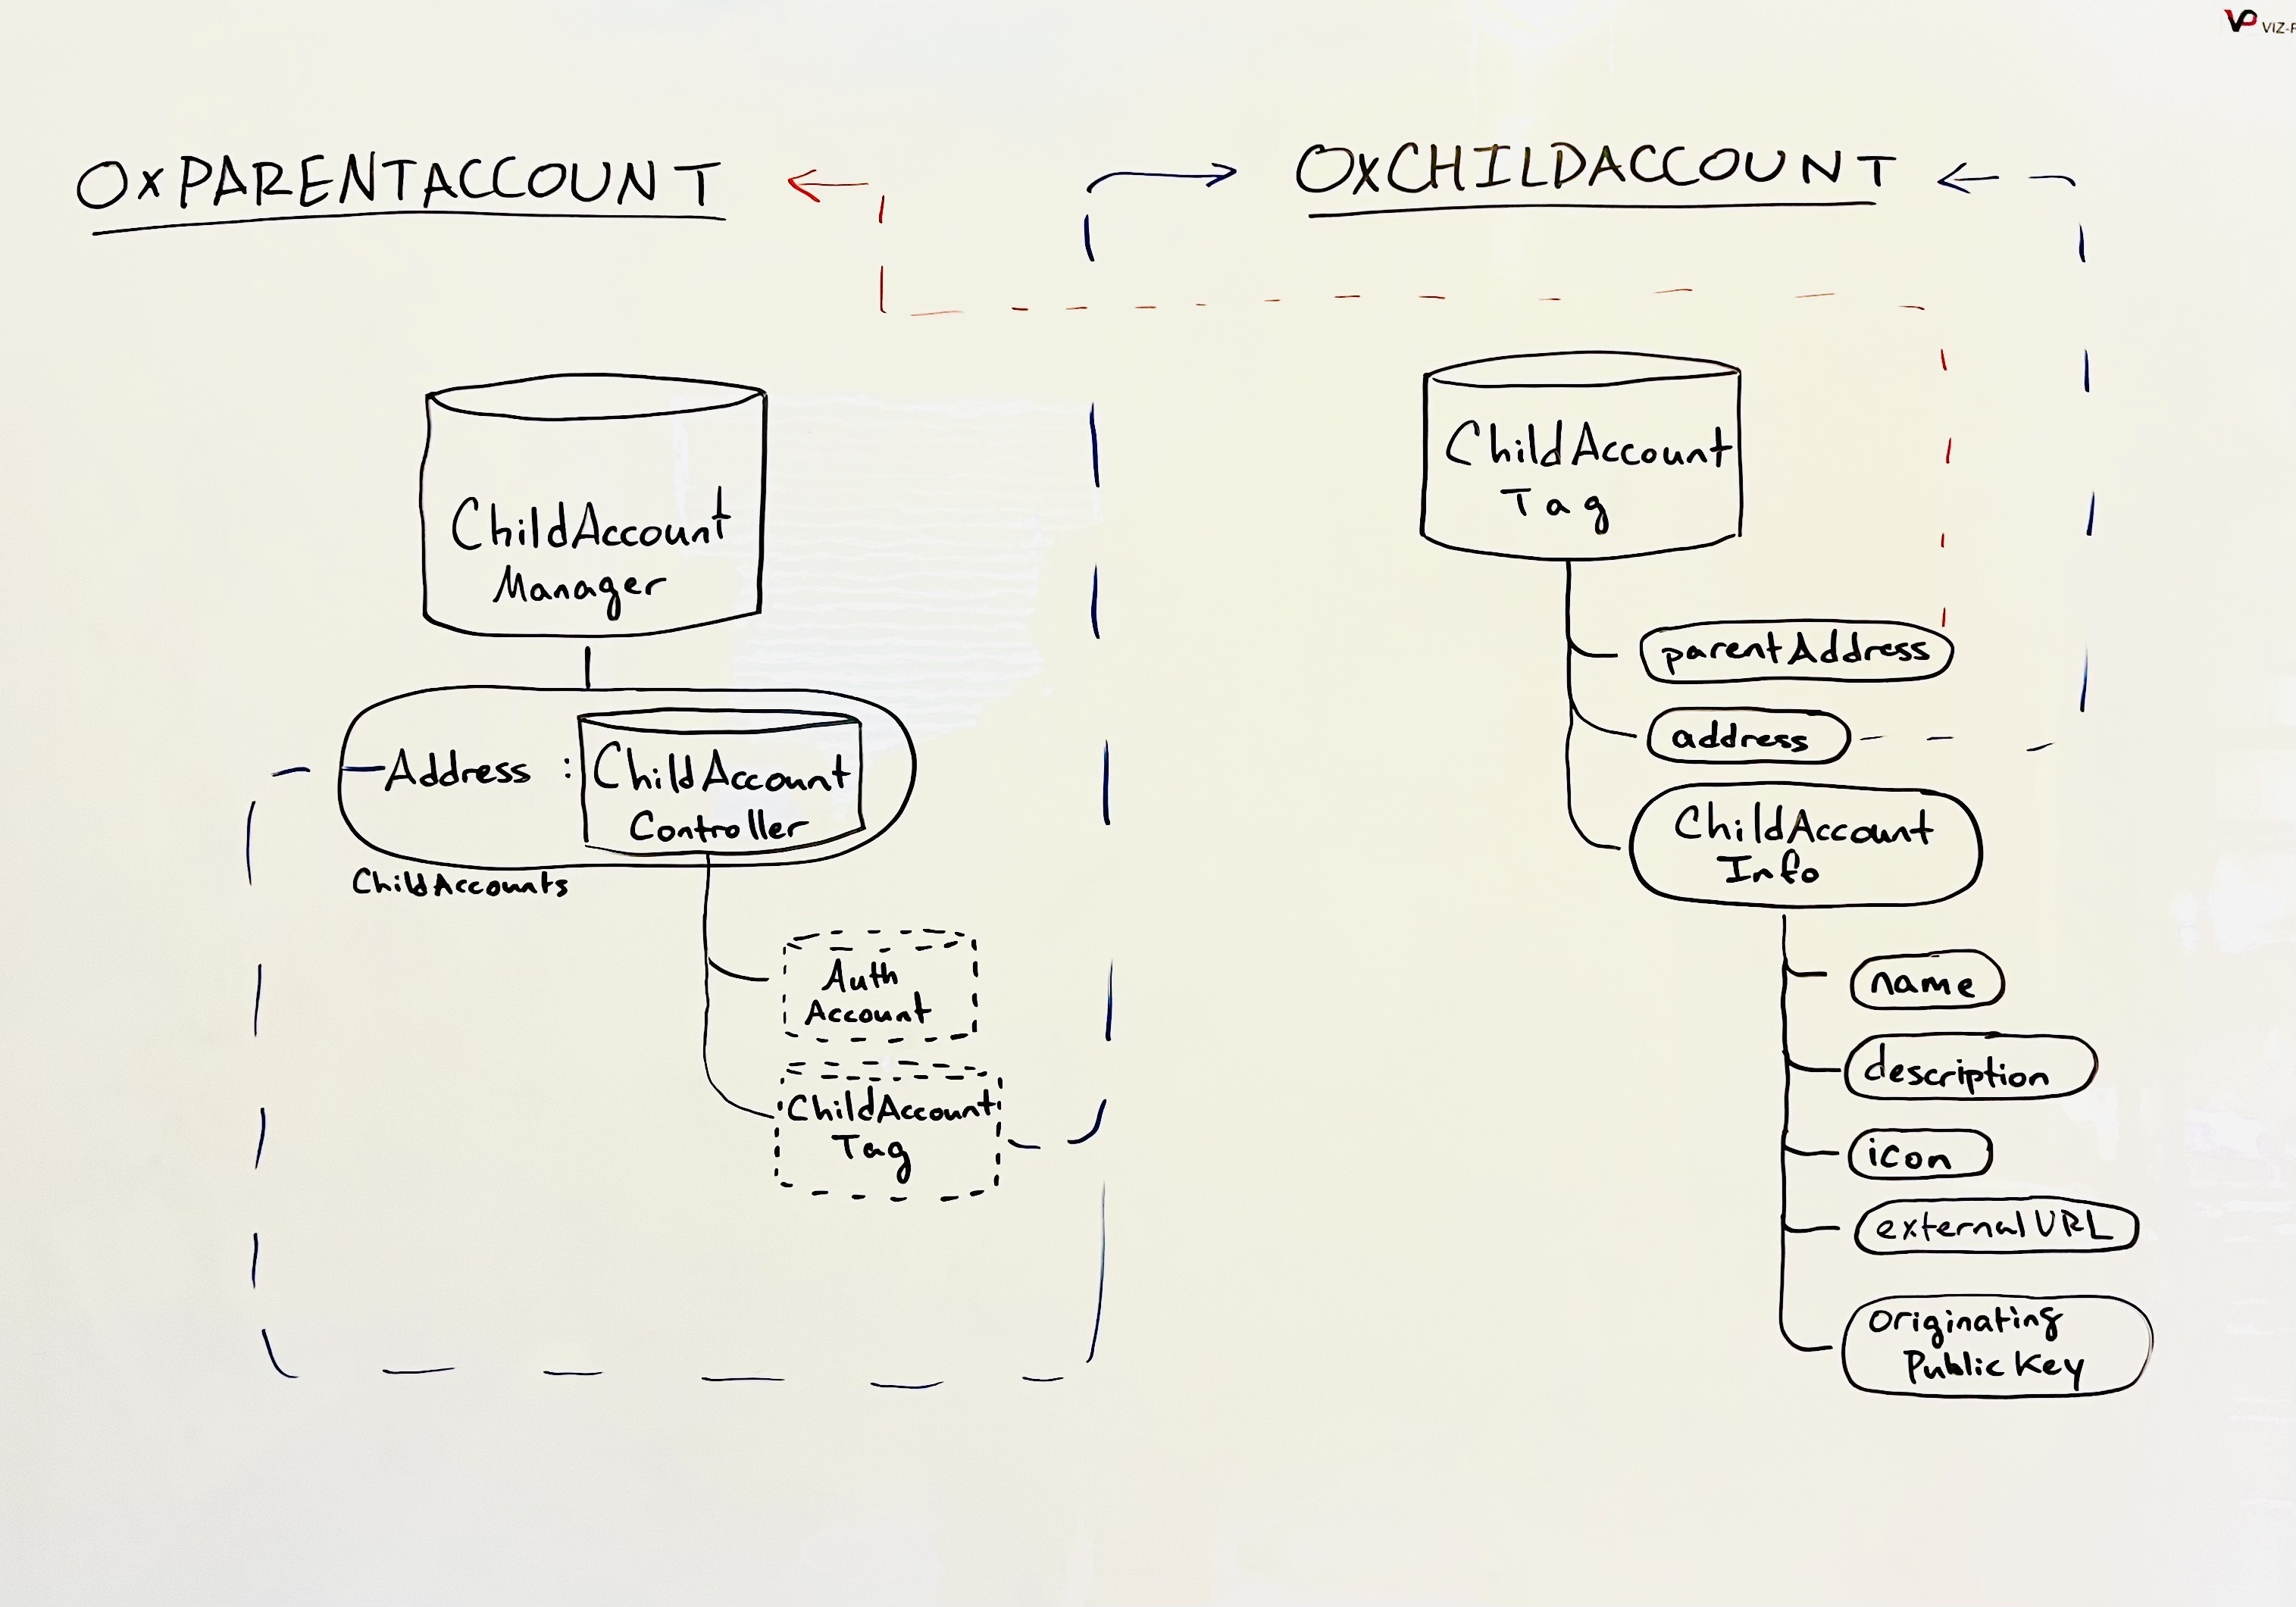 VP VIZ-P
OxPARENTACCOUNT
ChildAccount
Manager
Address : ChildAccount
Controller
ChildAccounts
Auth
Account
ChildAccount
Tag
OxCHILDACCOUNT
ChildAccount
Tag
parentAddress
address
ChildAccount
Info
name
description
icon
externalURL
originating
Public Key